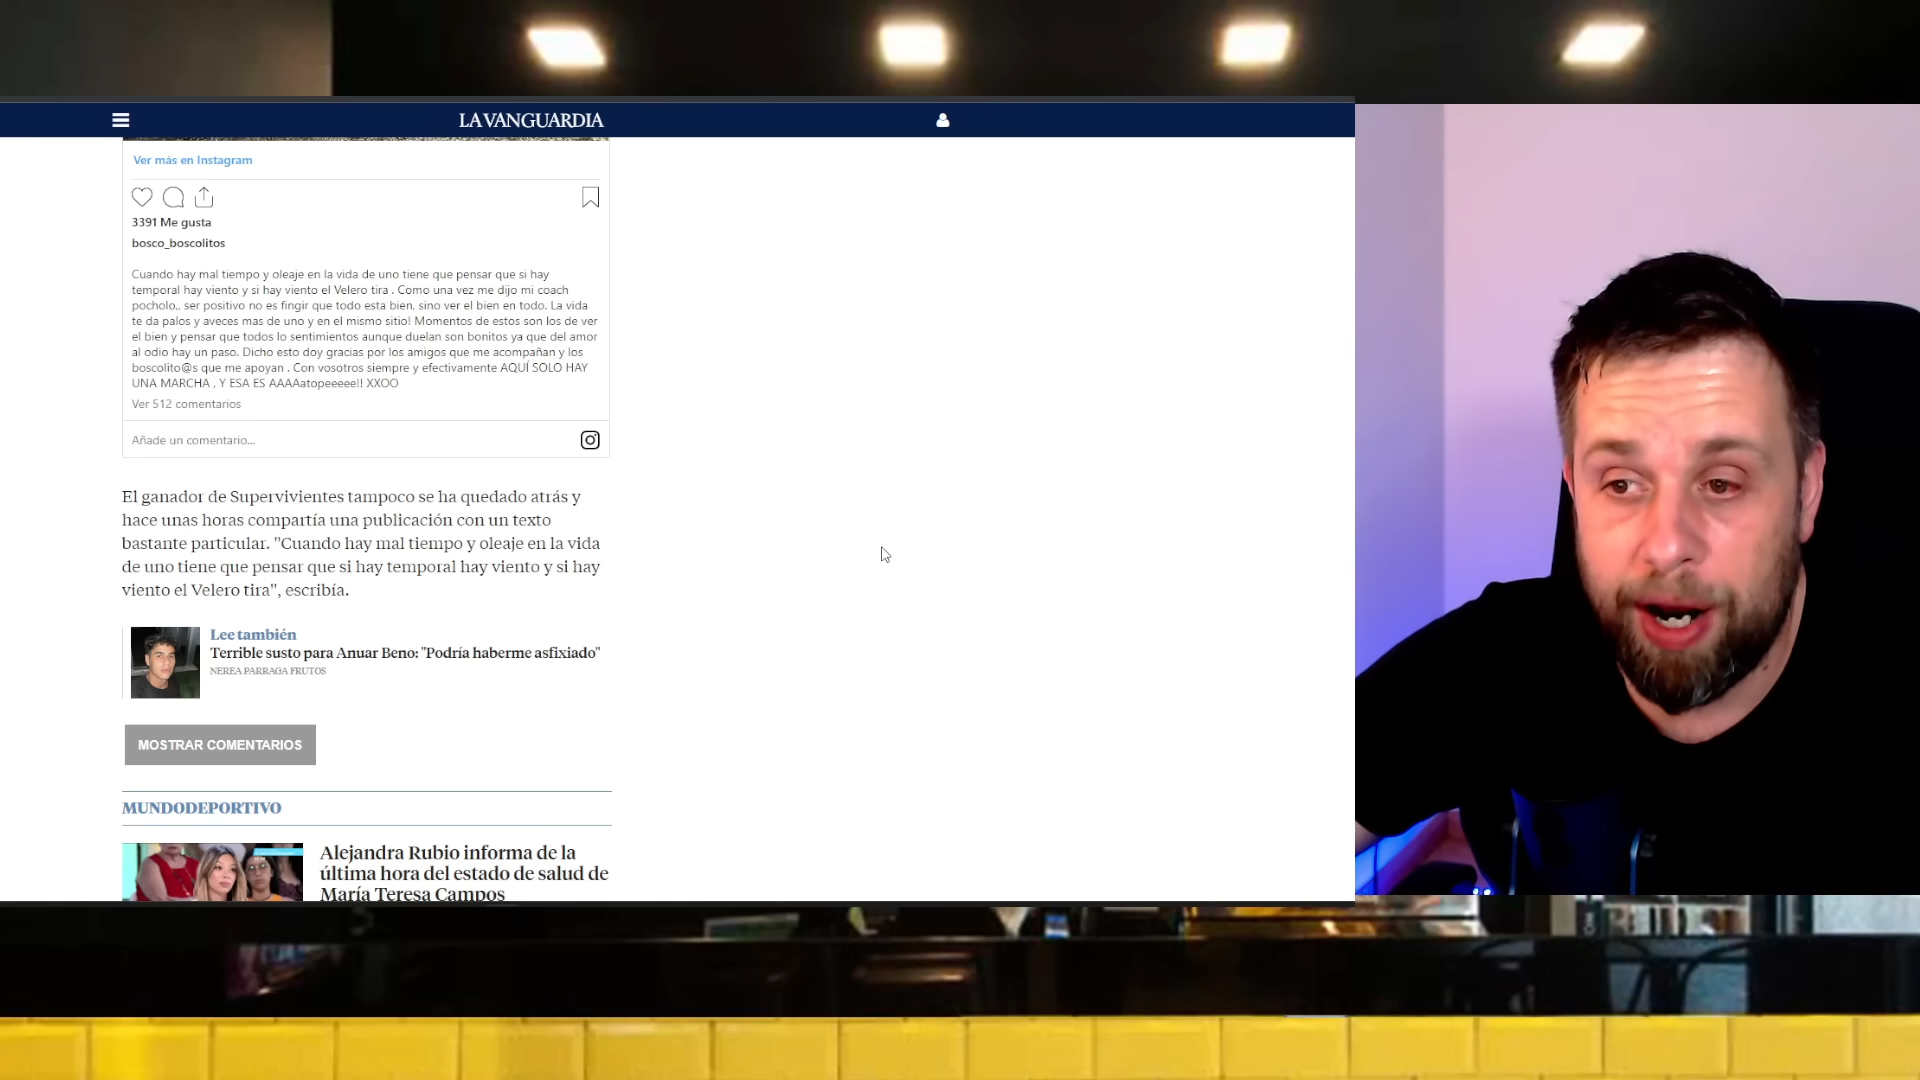 LA VANGUARDIA
Ver más en Instagram
3391 Me gusta
bosco_boscolitos
Cuando hay mal tiempo y oleaje en la vida de uno tiene que pensar que si hay
temporal hay viento y si hay viento el Velero tira . Como una vez me dijo mi coach
pocholo,. ser positivo no es fingir que todo esta bien, sino ver el bien en todo. La vida
te da palos y aveces mas de uno y en el mismo sitio! Momentos de estos son los de ver
el bien y pensar que todos lo sentimientos aunque duelan son bonitos ya que del amor
al odio hay un paso. Dicho esto doy gracias por los amigos que me acompañan y los
boscolito@s que me apoyan . Con vosotros siempre y efectivamente AQUÍ SOLO HAY
UNA MARCHA , Y ESA ES AAAAatopeeeee!! XXOO
Ver 512 comentarios
Añade un comentario...
El ganador de Supervivientes tampoco se ha quedado atrás y
hace unas horas compartía una publicación con un texto
bastante particular. "Cuando hay mal tiempo y oleaje en la vida
de uno tiene que pensar que si hay temporal hay viento y si hay
viento el Velero tira", escribía.
Lee también
Terrible susto para Anuar Beno: "Podría haberme asfixiado"
NEREA PARRAGA FRUTOS
MOSTRAR COMENTARIOS
MUNDODEPORTIVO
Alejandra Rubio informa de la
última hora del estado de salud de
María Teresa Campos